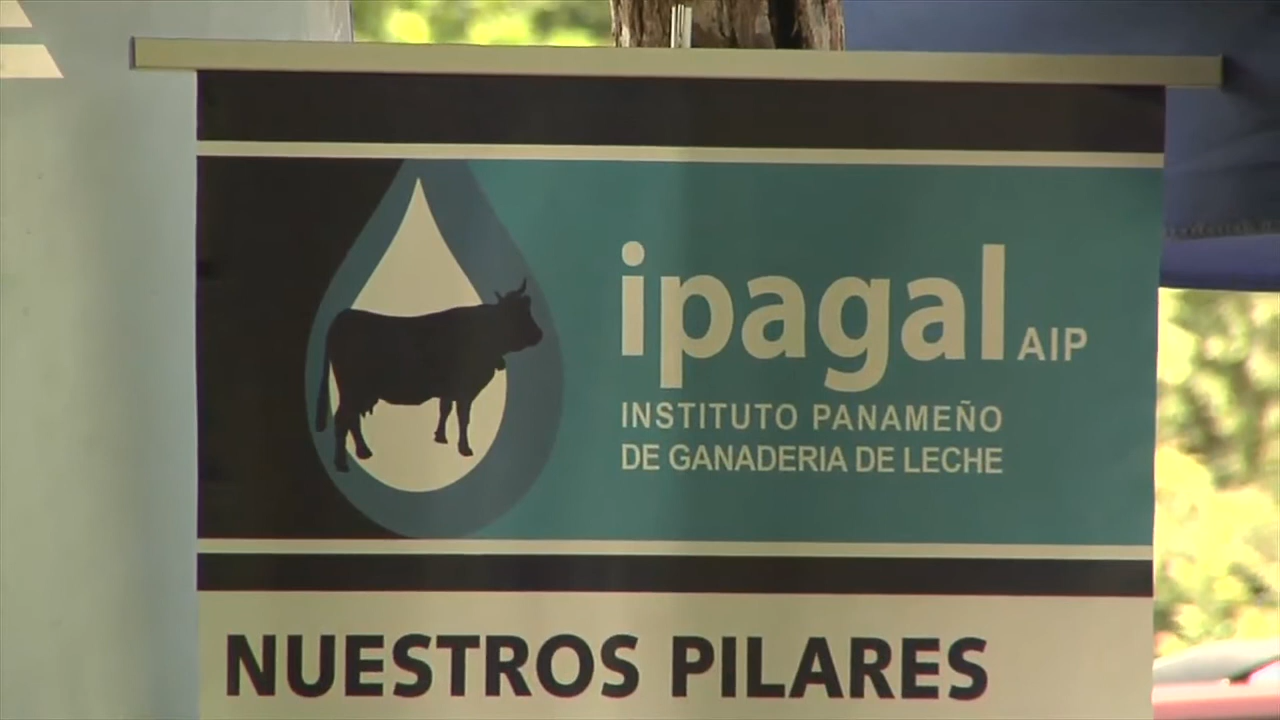 ipagal AIP
INSTITUTO PANAMEÑO
DE GANADERIA DE LECHE
NUESTROS PILARES